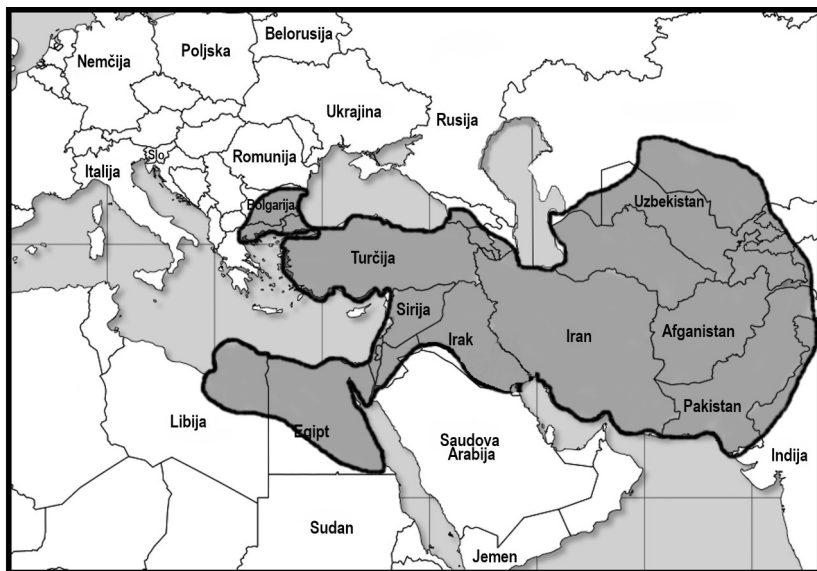 Belorusija
Nemčija
Poljska
Ukrajina
Rusija
Slo
Romunija
Italija
Bolgarija
Uzbekistan
Turčija
Sirija
Irak
Iran
Afganistan
Pakistan
Libija
Egipt
Saudova
Arabija
Indija
Sudan
Jemen